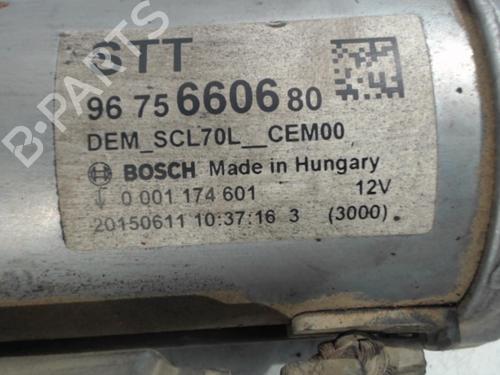 STT
96 75 6606 80
DEM_SCL70L__CEM00
BOSCH Made in Hungary
0 001 174 601 12V
20150611 10:37:16 3 (3000)